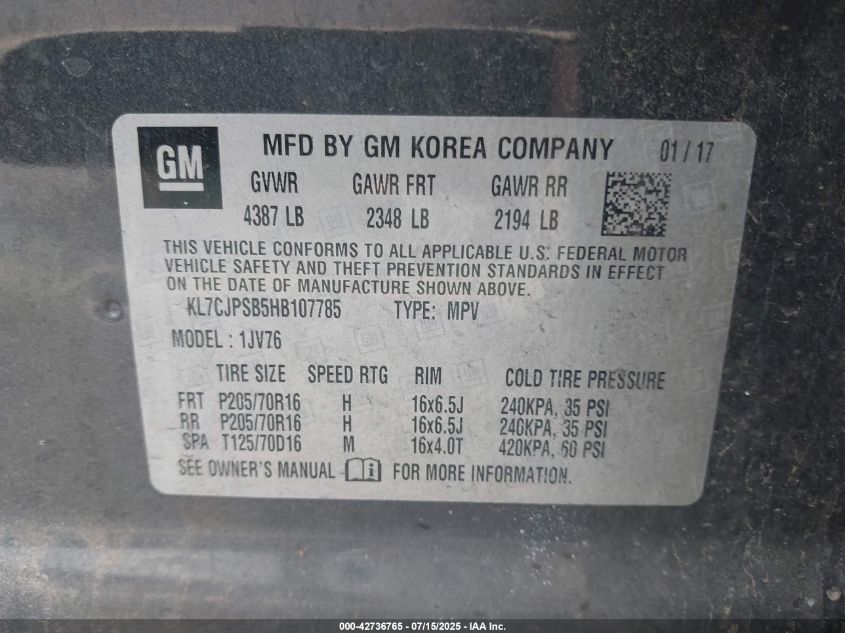 GM
MFD BY GM KOREA COMPANY 01/17
GVWR GAWR FRT GAWR RR
4387 LB 2348 LB 2194 LB
THIS VEHICLE CONFORMS TO ALL APPLICABLE U.S. FEDERAL MOTOR
VEHICLE SAFETY AND THEFT PREVENTION STANDARDS IN EFFECT
ON THE DATE OF MANUFACTURE SHOWN ABOVE.
KL7CJPSB5HB107785 TYPE: MPV
MODEL : 1JV76
TIRE SIZE SPEED RTG RIM COLD TIRE PRESSURE
FRT P205/70R16 H 16x6.5J 240KPA, 35 PSI
RR P205/70R16 H 16x6.5J 240KPA, 35 PSI
SPA T125/70D16 M 16x4.0T 420KPA, 60 PSI
SEE OWNER'S MANUAL FOR MORE INFORMATION.
000-42736765 - 07/15/2025 - IAA Inc.